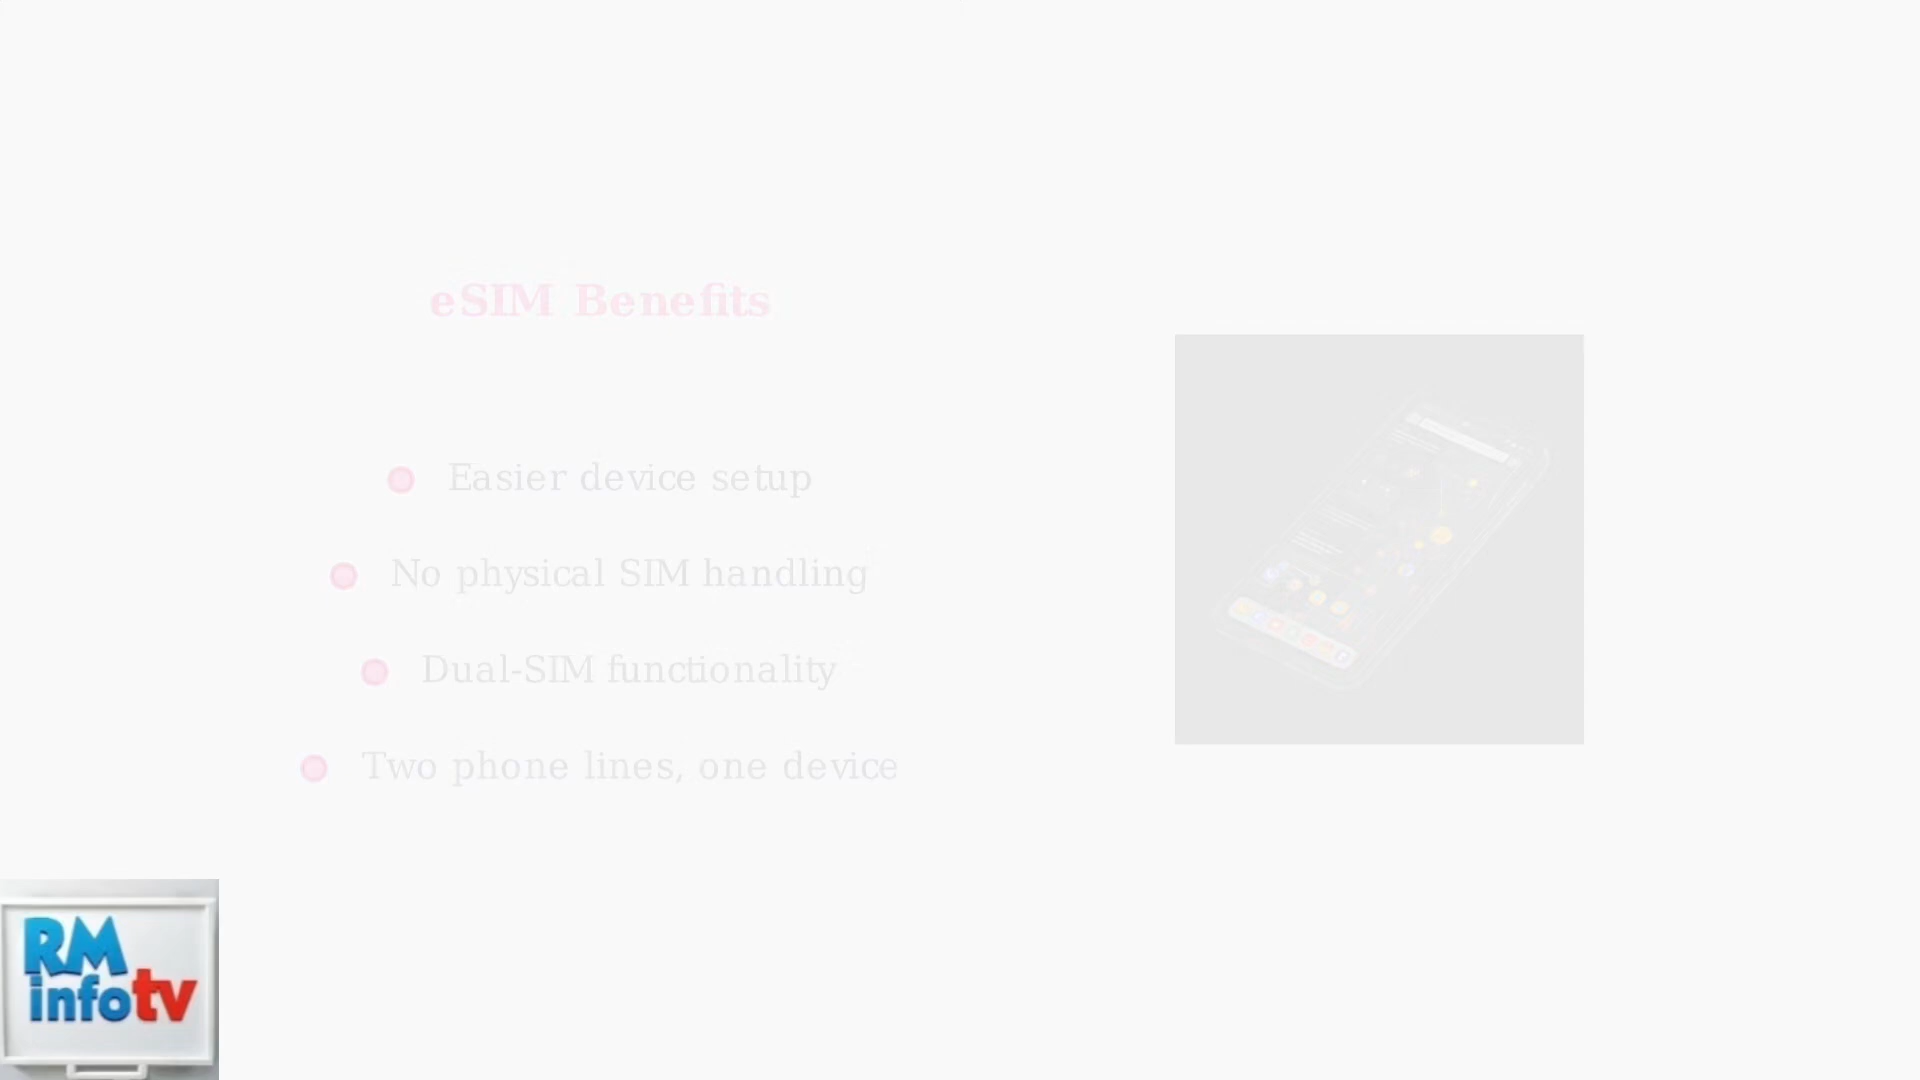 eSIM Benefits
Easier device setup
No physical SIM handling
Dual-SIM functionality
Two phone lines, one device
RM
infotv